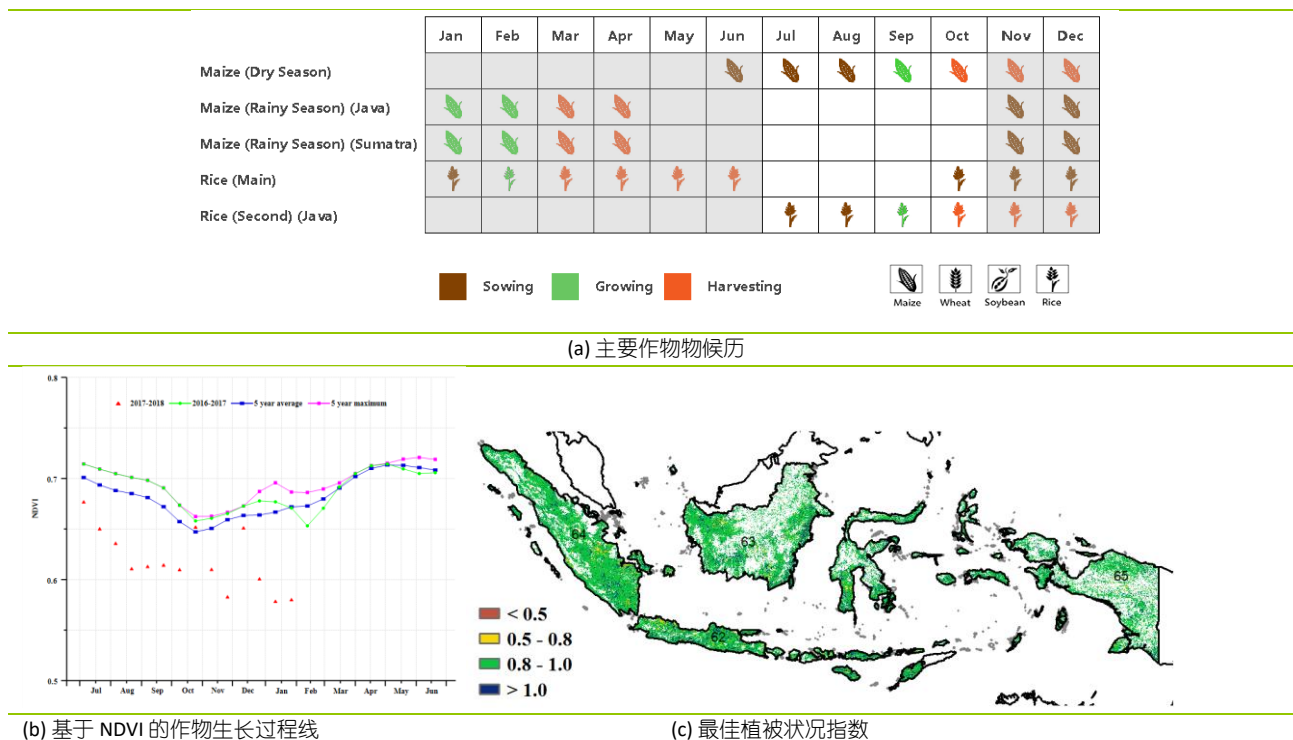 Jan Feb Mar Apr May Jun Jul Aug Sep Oct Nov Dec
Maize (Dry Season)
Maize (Rainy Season) (Java)
Maize (Rainy Season) (Sumatra)
Rice (Main)
Rice (Second) (Java)
Sowing Growing Harvesting
Maize Wheat Soybean Rice
(a) 主要作物物候历
0.8
2017-2018 2016-2017 5 year average 5 year maximum
0.7
NDVI
0.6
0.5
Jul Aug Sep Oct Nov Dec Jan Feb Mar Apr May Jun
64
63
65
62
< 0.5
0.5 - 0.8
0.8 - 1.0
> 1.0
(b) 基于 NDVI 的作物生长过程线
(c) 最佳植被状况指数